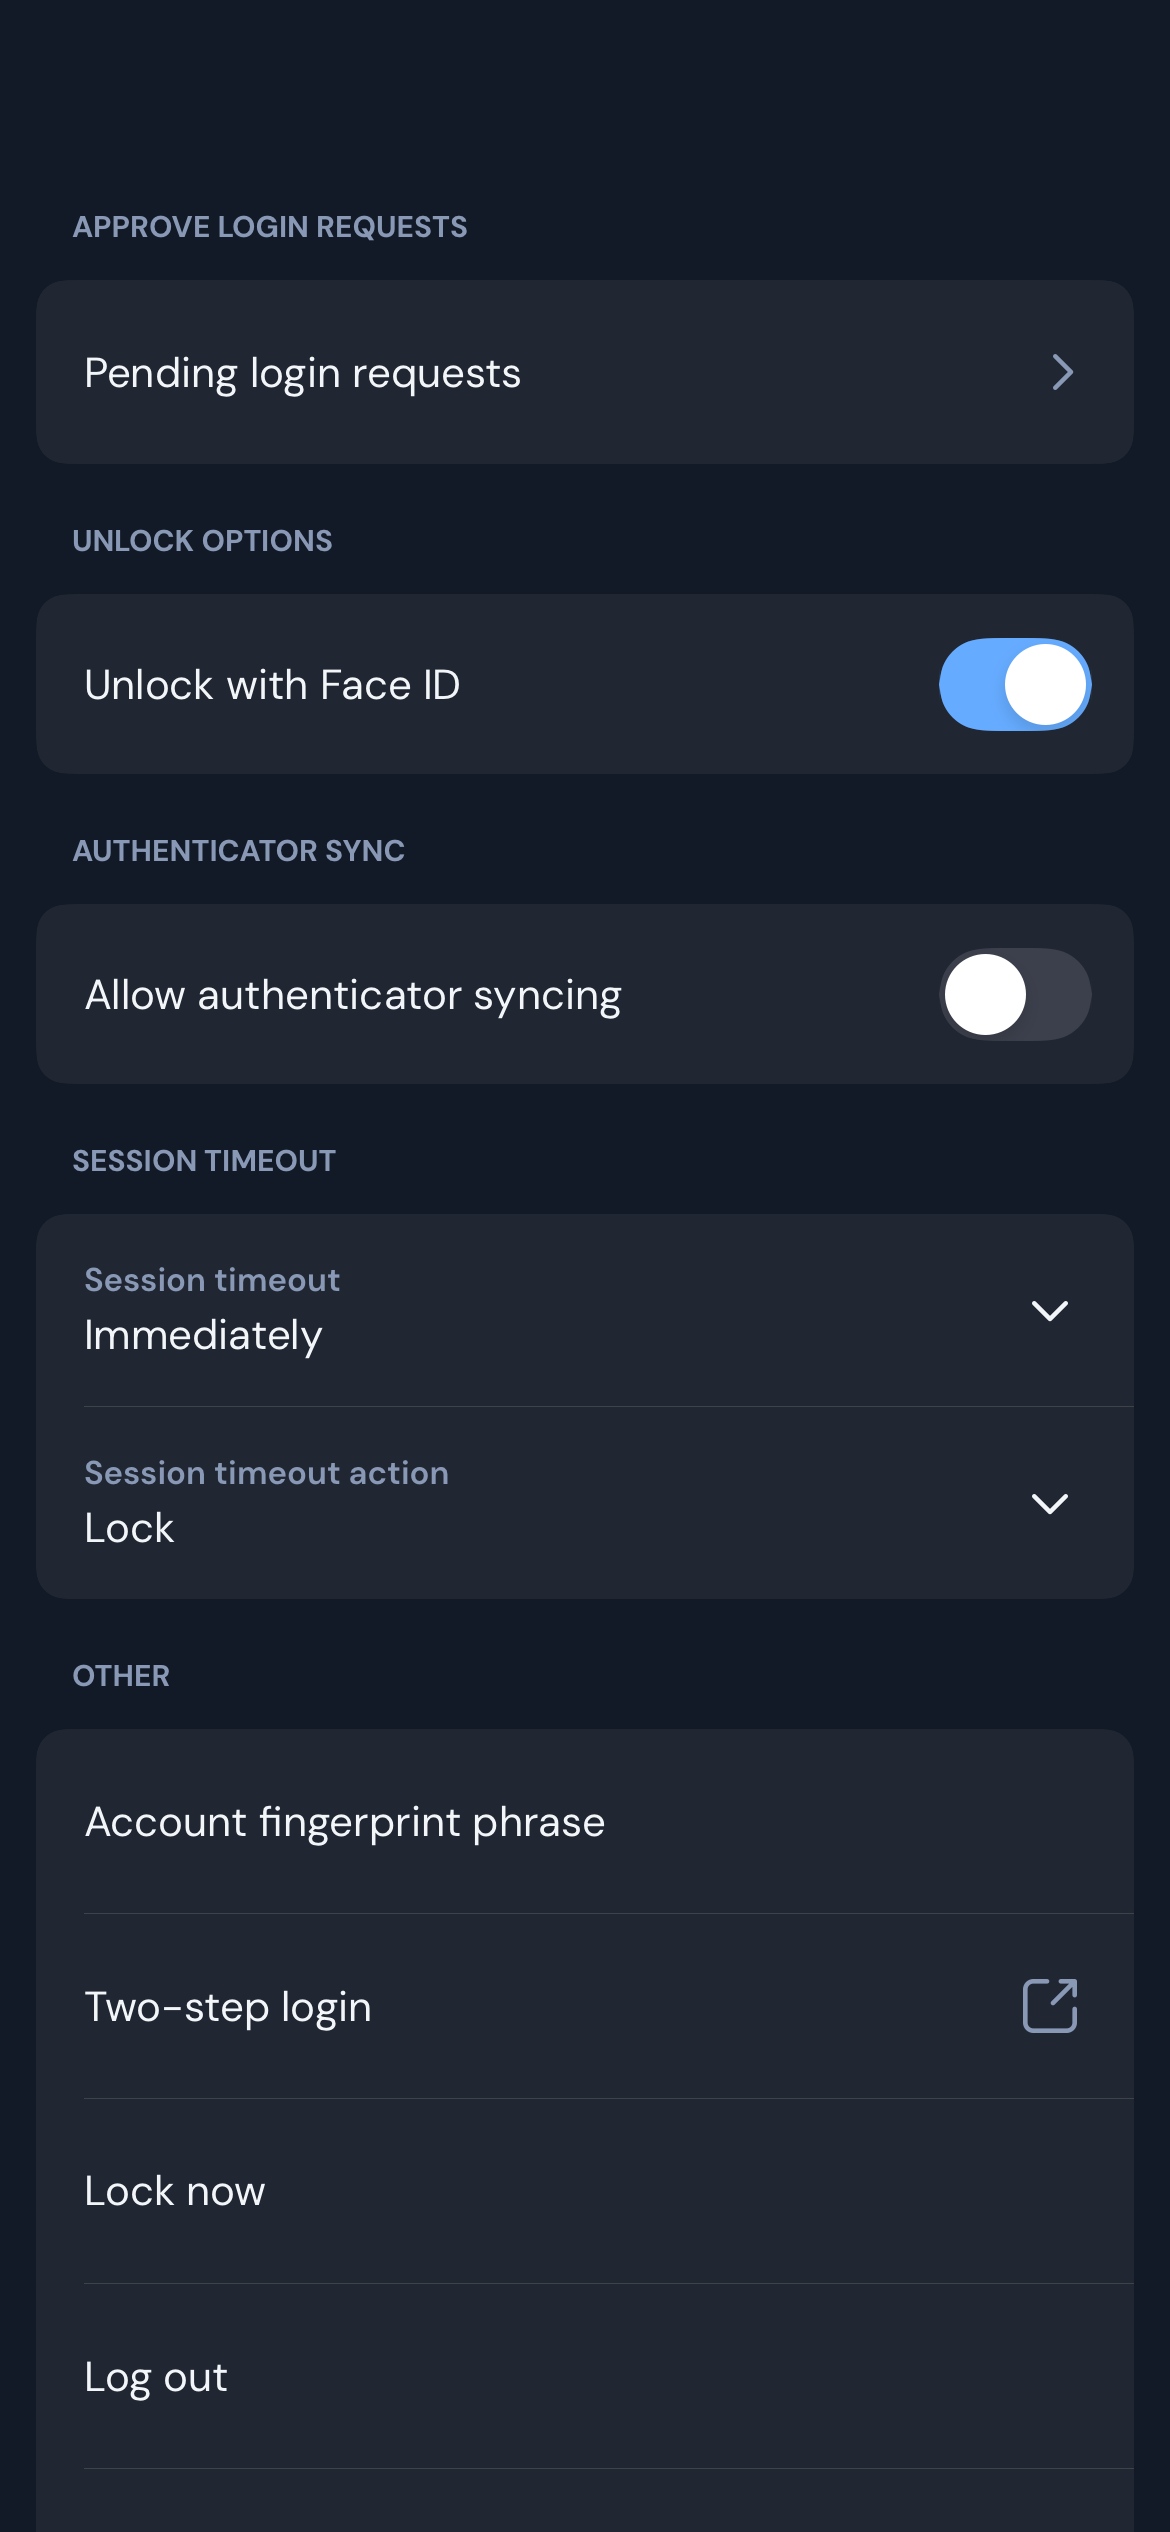 APPROVE LOGIN REQUESTS
Pending login requests
UNLOCK OPTIONS
Unlock with Face ID
AUTHENTICATOR SYNC
Allow authenticator syncing
SESSION TIMEOUT
Session timeout
Immediately
Session timeout action
Lock
OTHER
Account fingerprint phrase
Two-step login
Lock now
Log out